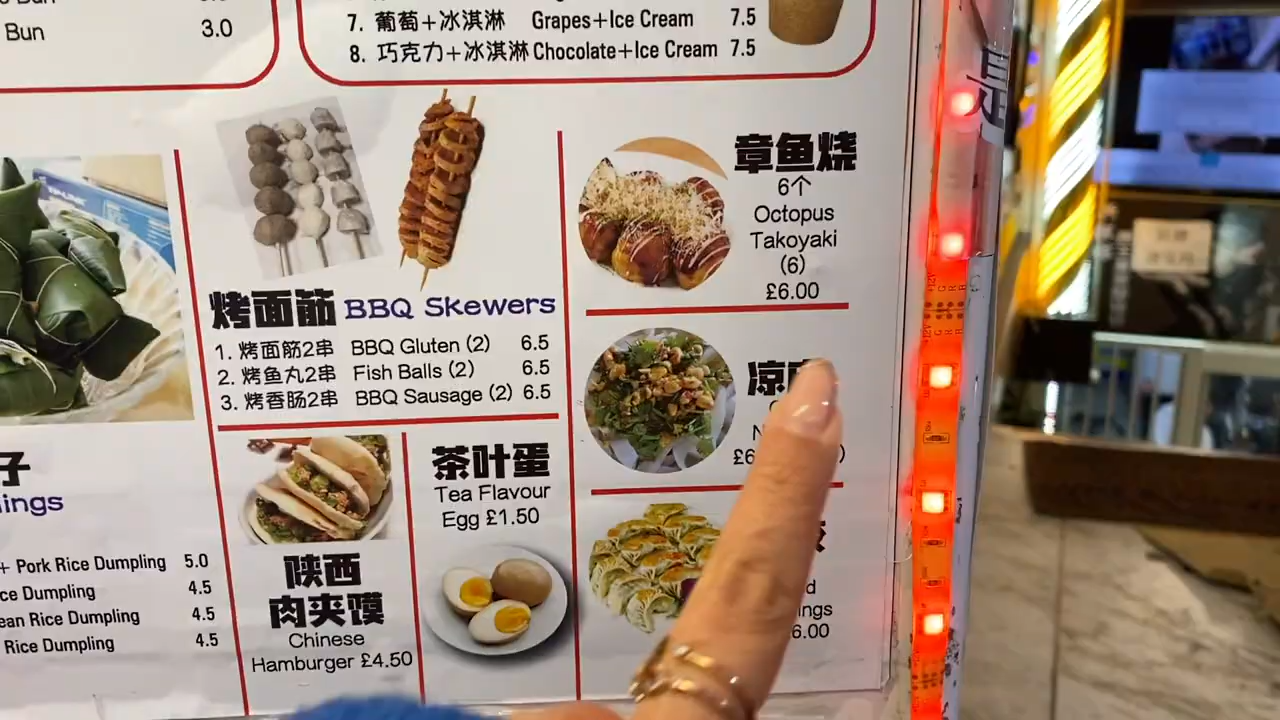 Bun
3.0
7. 葡萄+冰淇淋 Grapes+Ice Cream 7.5
8. 巧克力+冰淇淋 Chocolate+Ice Cream 7.5
烤面筋 BBQ Skewers
1. 烤面筋2串 BBQ Gluten (2) 6.5
2. 烤鱼丸2串 Fish Balls (2) 6.5
3. 烤香肠2串 BBQ Sausage (2) 6.5
章鱼烧
6个
Octopus
Takoyaki
(6)
£6.00
凉
茶叶蛋
Tea Flavour
Egg £1.50
陕西
肉夹馍
Chinese
Hamburger £4.50
子
+ Pork Rice Dumpling 5.0
Dumpling 4.5
Rice Dumpling 4.5
Rice Dumpling 4.5
6.00